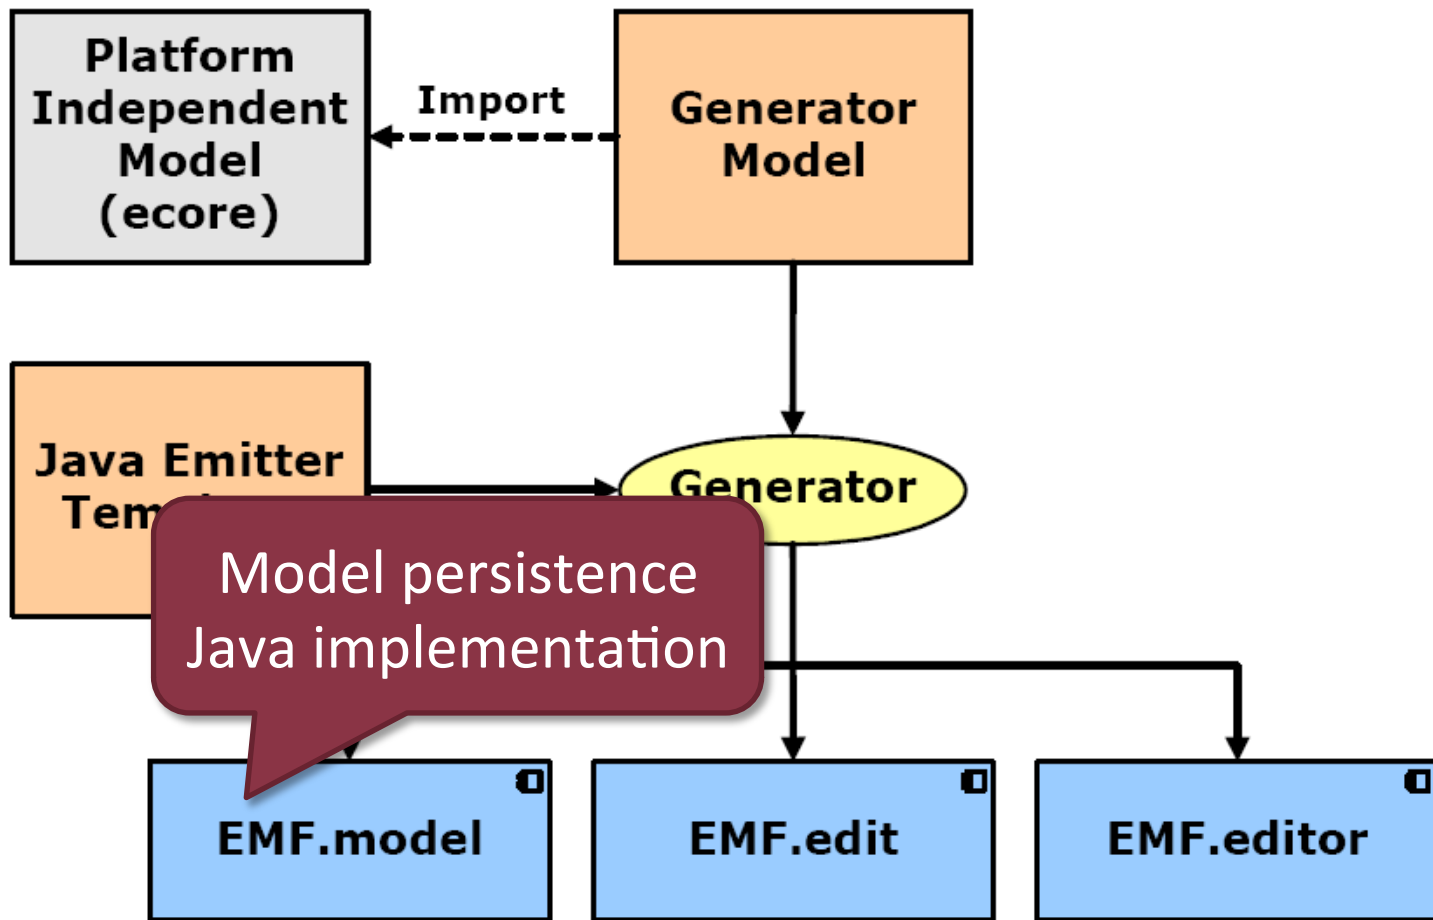 Platform
Independent
Model
(ecore)
Import
Generator
Model
Java Emitter
Generator
Model persistence
Java implementation
EMF.model
EMF.edit
EMF.editor